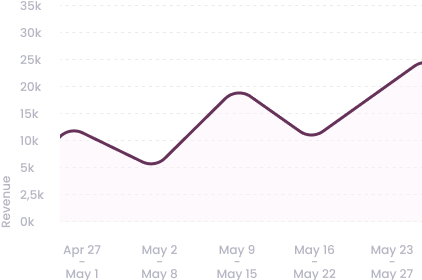 35k
30k
25k
20k
15k
10k
5k
2,5k
0k
Revenue
Apr 27
–
May 1
May 2
–
May 8
May 9
–
May 15
May 16
–
May 22
May 23
–
May 27